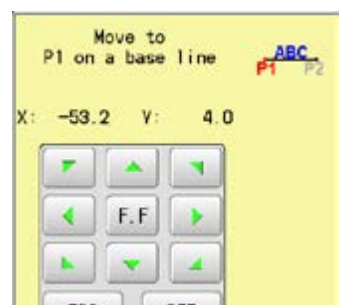 Move to
P1 on a base line
ABC
P1 P2
X: -53.2 Y: 4.0
F.F